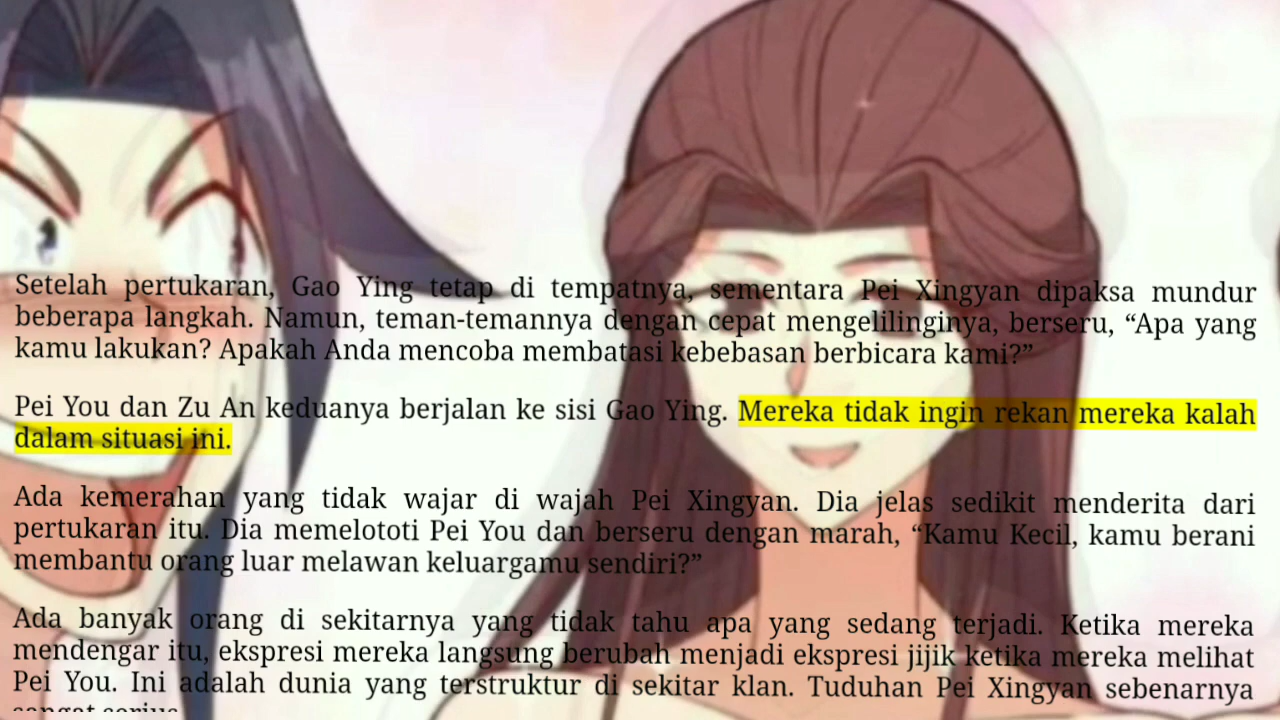 Setelah pertukaran, Gao Ying tetap di tempatnya, sementara Pei Xingyan dipaksa mundur
beberapa langkah. Namun, teman-temannya dengan cepat mengelilinginya, berseru, “Apa yang
kamu lakukan? Apakah Anda mencoba membatasi kebebasan berbicara kami?”
Pei You dan Zu An keduanya berjalan ke sisi Gao Ying. Mereka tidak ingin rekan mereka kalah
dalam situasi ini.
Ada kemerahan yang tidak wajar di wajah Pei Xingyan. Dia jelas sedikit menderita dari
pertukaran itu. Dia memelototi Pei You dan berseru dengan marah, “Kamu Kecil, kamu berani
membantu orang luar melawan keluargamu sendiri?”
Ada banyak orang di sekitarnya yang tidak tahu apa yang sedang terjadi. Ketika mereka
mendengar itu, ekspresi mereka langsung berubah menjadi ekspresi jijik ketika mereka melihat
Pei You. Ini adalah dunia yang terstruktur di sekitar klan. Tuduhan Pei Xingyan sebenarnya